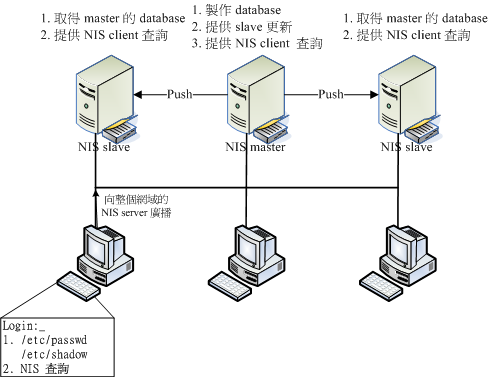 1. 取得 master 的 database
2. 提供 NIS client 查詢
1. 製作 database
2. 提供 slave 更新
3. 提供 NIS client 查詢
1. 取得 master 的 database
2. 提供 NIS client 查詢
Push
Push
NIS slave
NIS master
NIS slave
向整個網域的
NIS server 廣播
Login:_
1. /etc/passwd
/etc/shadow
2. NIS 查詢